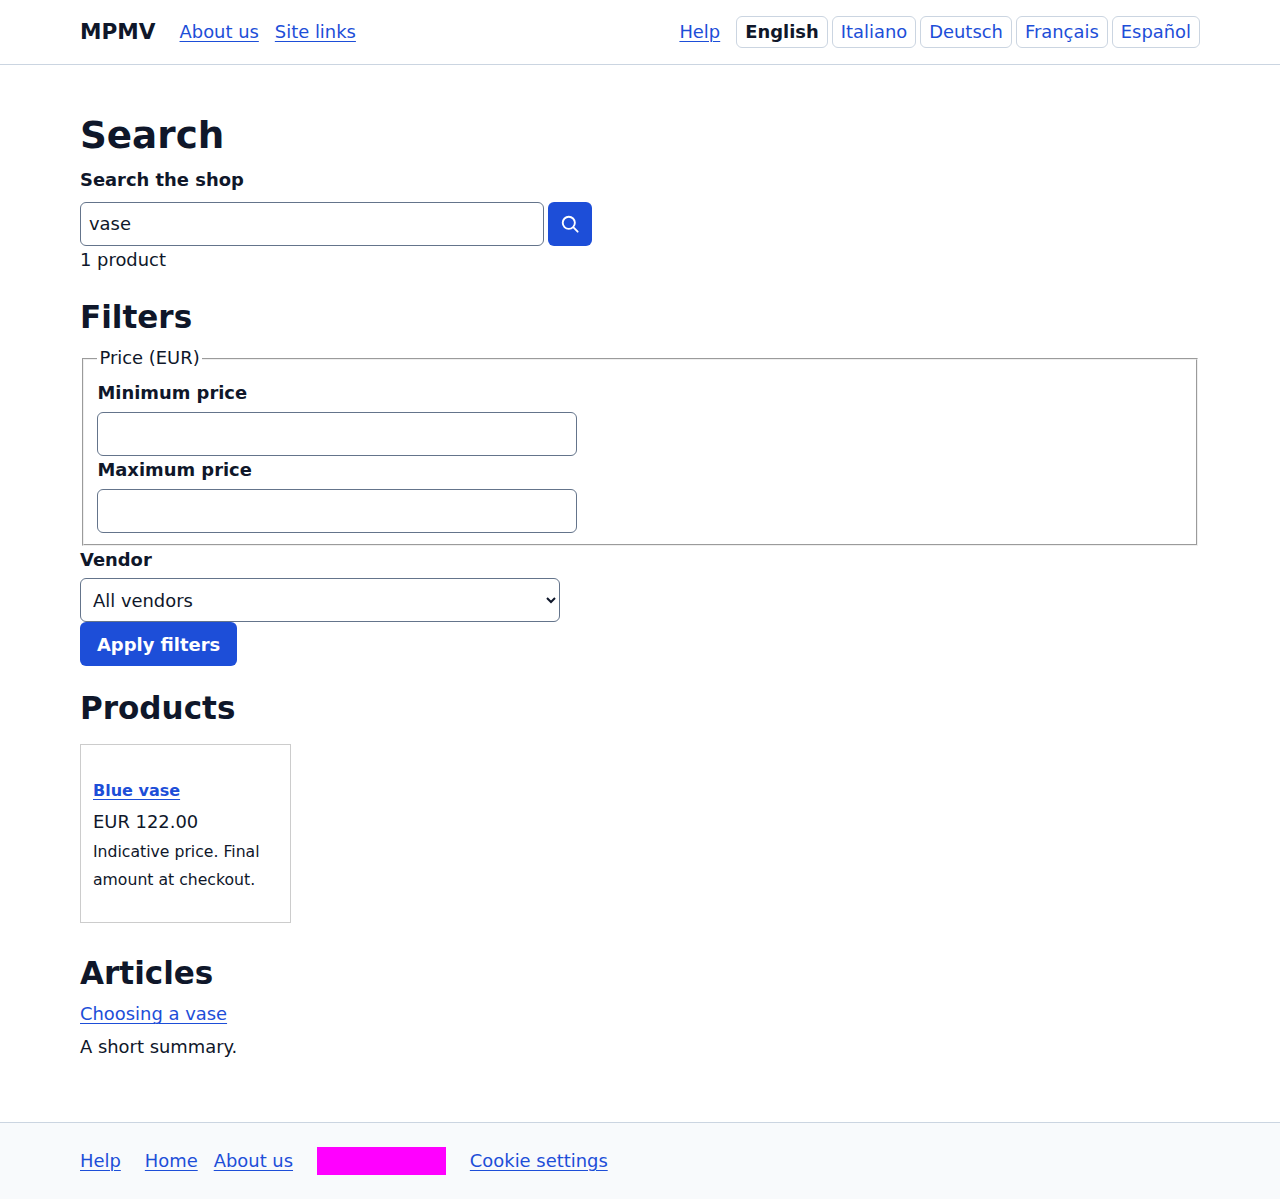 MPMV About us Site links Help English Italiano Deutsch Français Español
Search
Search the shop
vase
1 product
Filters
Price (EUR)
Minimum price
Maximum price
Vendor
All vendors
Apply filters
Products
Blue vase
EUR 122.00
Indicative price. Final
amount at checkout.
Articles
Choosing a vase
A short summary.
Help Home About us Cookie settings